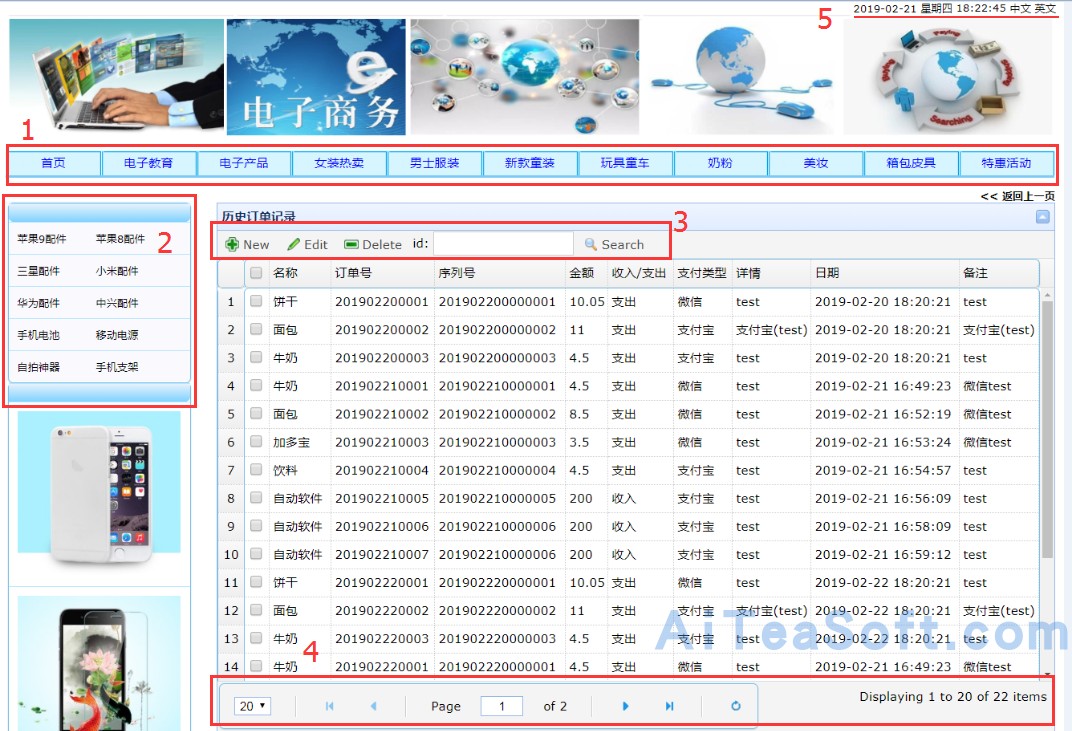 5
2019-02-21 星期四 18:22:45 中文 英文
电子商务
Paying
Searching
1
首页 电子教育 电子产品 女装热卖 男士服装 新款童装 玩具童车 奶粉 美妆 箱包皮具 特惠活动
<< 返回上一页
2
苹果9配件 苹果8配件
三星配件 小米配件
华为配件 中兴配件
手机电池 移动电源
自拍神器 手机支架
历史订单记录
3
New Edit Delete id: Search
名称 订单号 序列号 金额 收入/支出 支付类型 详情 日期 备注
1 饼干 201902200001 201902200000001 10.05 支出 微信 test 2019-02-20 18:20:21 test
2 面包 201902200002 201902200000002 11 支出 支付宝 支付宝(test) 2019-02-20 18:20:21 支付宝(test)
3 牛奶 201902200003 201902200000003 4.5 支出 支付宝 test 2019-02-20 18:20:21 test
4 牛奶 201902210001 201902210000001 4.5 支出 微信 test 2019-02-21 16:49:23 微信test
5 面包 201902210002 201902210000002 8.5 支出 微信 test 2019-02-21 16:52:19 微信test
6 加多宝 201902210003 201902210000003 3.5 支出 微信 test 2019-02-21 16:53:24 微信test
7 饮料 201902210004 201902210000004 4.5 支出 支付宝 test 2019-02-21 16:54:57 test
8 自动软件 201902210005 201902210000005 200 收入 支付宝 test 2019-02-21 16:56:09 test
9 自动软件 201902210006 201902210000006 200 收入 支付宝 test 2019-02-21 16:58:09 test
10 自动软件 201902210007 201902210000006 200 收入 支付宝 test 2019-02-21 16:59:12 test
11 饼干 201902220001 201902220000001 10.05 支出 微信 test 2019-02-22 18:20:21 test
12 面包 201902220002 201902220000002 11 支出 支付宝 支付宝(test) 2019-02-22 18:20:21 支付宝(test)
13 牛奶 201902220003 201902220000003 4.5 支出 支付宝 test 2019-02-22 18:20:21 test
14 牛奶 201902220001 201902220000001 4.5 支出 微信 test 2019-02-21 16:49:23 微信test
AiTeaSoft.com
4
20 Page 1 of 2 Displaying 1 to 20 of 22 items